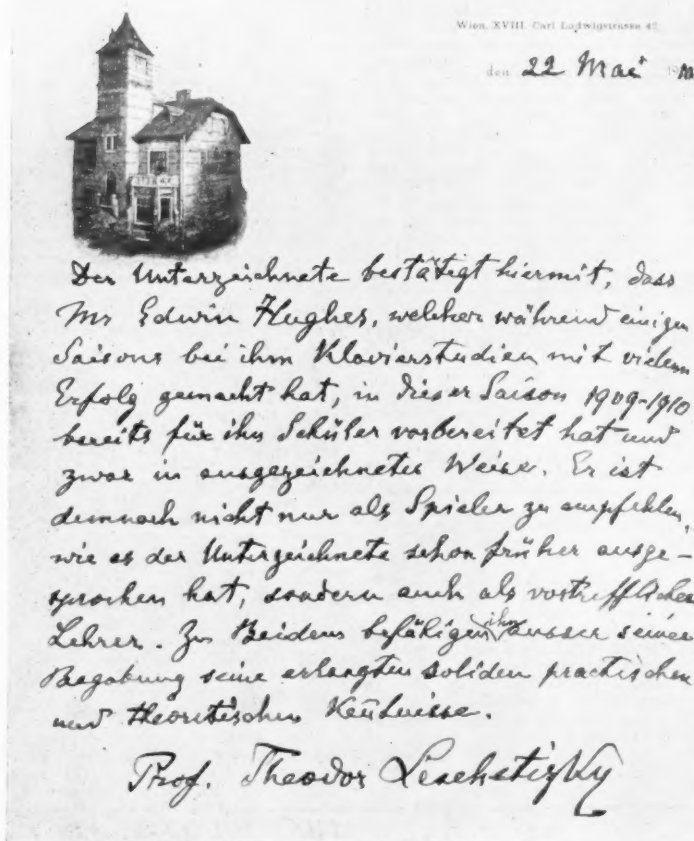 Wien, XVIII. Carl Ludwigstrasse 42.
den 22 Mai 1910
Der Unterzeichnete bestätigt hiermit, dass
Mr Edwin Hughes, welcher während einigen
Saisons bei ihm Klavierstudien mit vielem
Erfolg gemacht hat, in dieser Saison 1909-1910
bereits für ihn Schüler vorbereitet hat und
zwar in ausgezeichneter Weise. Er ist
demnach nicht nur als Spieler zu empfehlen,
wie es der Unterzeichnete schon früher ausge-
sprochen hat, sondern auch als vortrefflicher
Lehrer. Zu Beidem befähigen ihn ausser seiner
Begabung seine erlangten soliden practischen
und theoretischen Kenntnisse.
Prof. Theodor Leschetizky